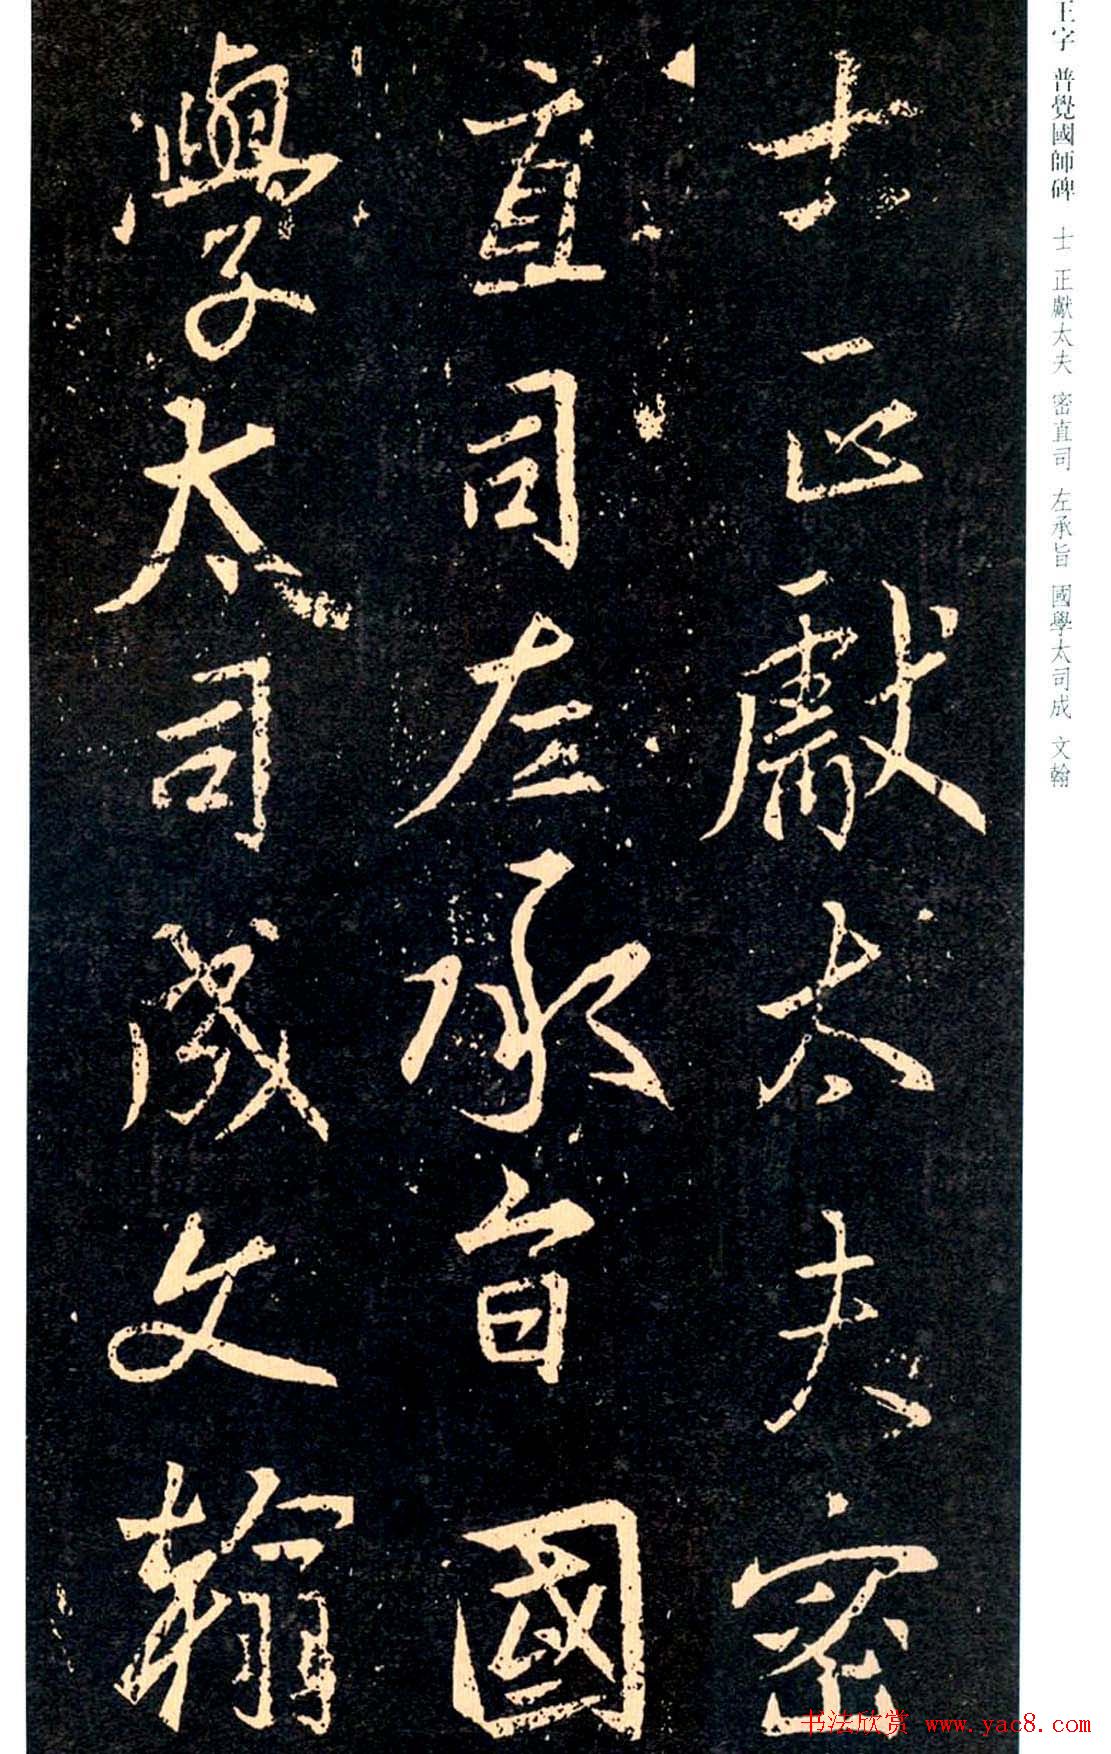 士正獻太夫密
直司左承旨國
學太司成文翰
王字 普覺國師碑 士 正獻太夫 密直司 左承旨 國學太司成 文翰
书法欣赏 www.yac8.com